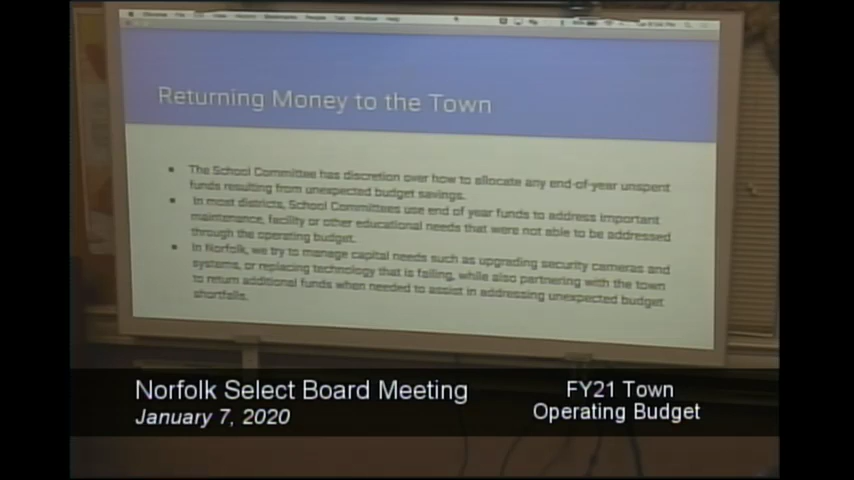 Returning Money to the Town
▪ The School Committee has discretion over how to allocate any end-of-year unspent
funds resulting from unexpected budget savings.
▪ In most districts, School Committees use end of year funds to address important
maintenance, facility or other educational needs that were not able to be addressed
through the operating budget.
▪ In Norfolk, we try to manage capital needs such as upgrading security cameras and
systems, or replacing technology that is failing, while also partnering with the town
to return additional funds when needed to assist in addressing unexpected budget
shortfalls.
Norfolk Select Board Meeting
January 7, 2020
FY21 Town
Operating Budget